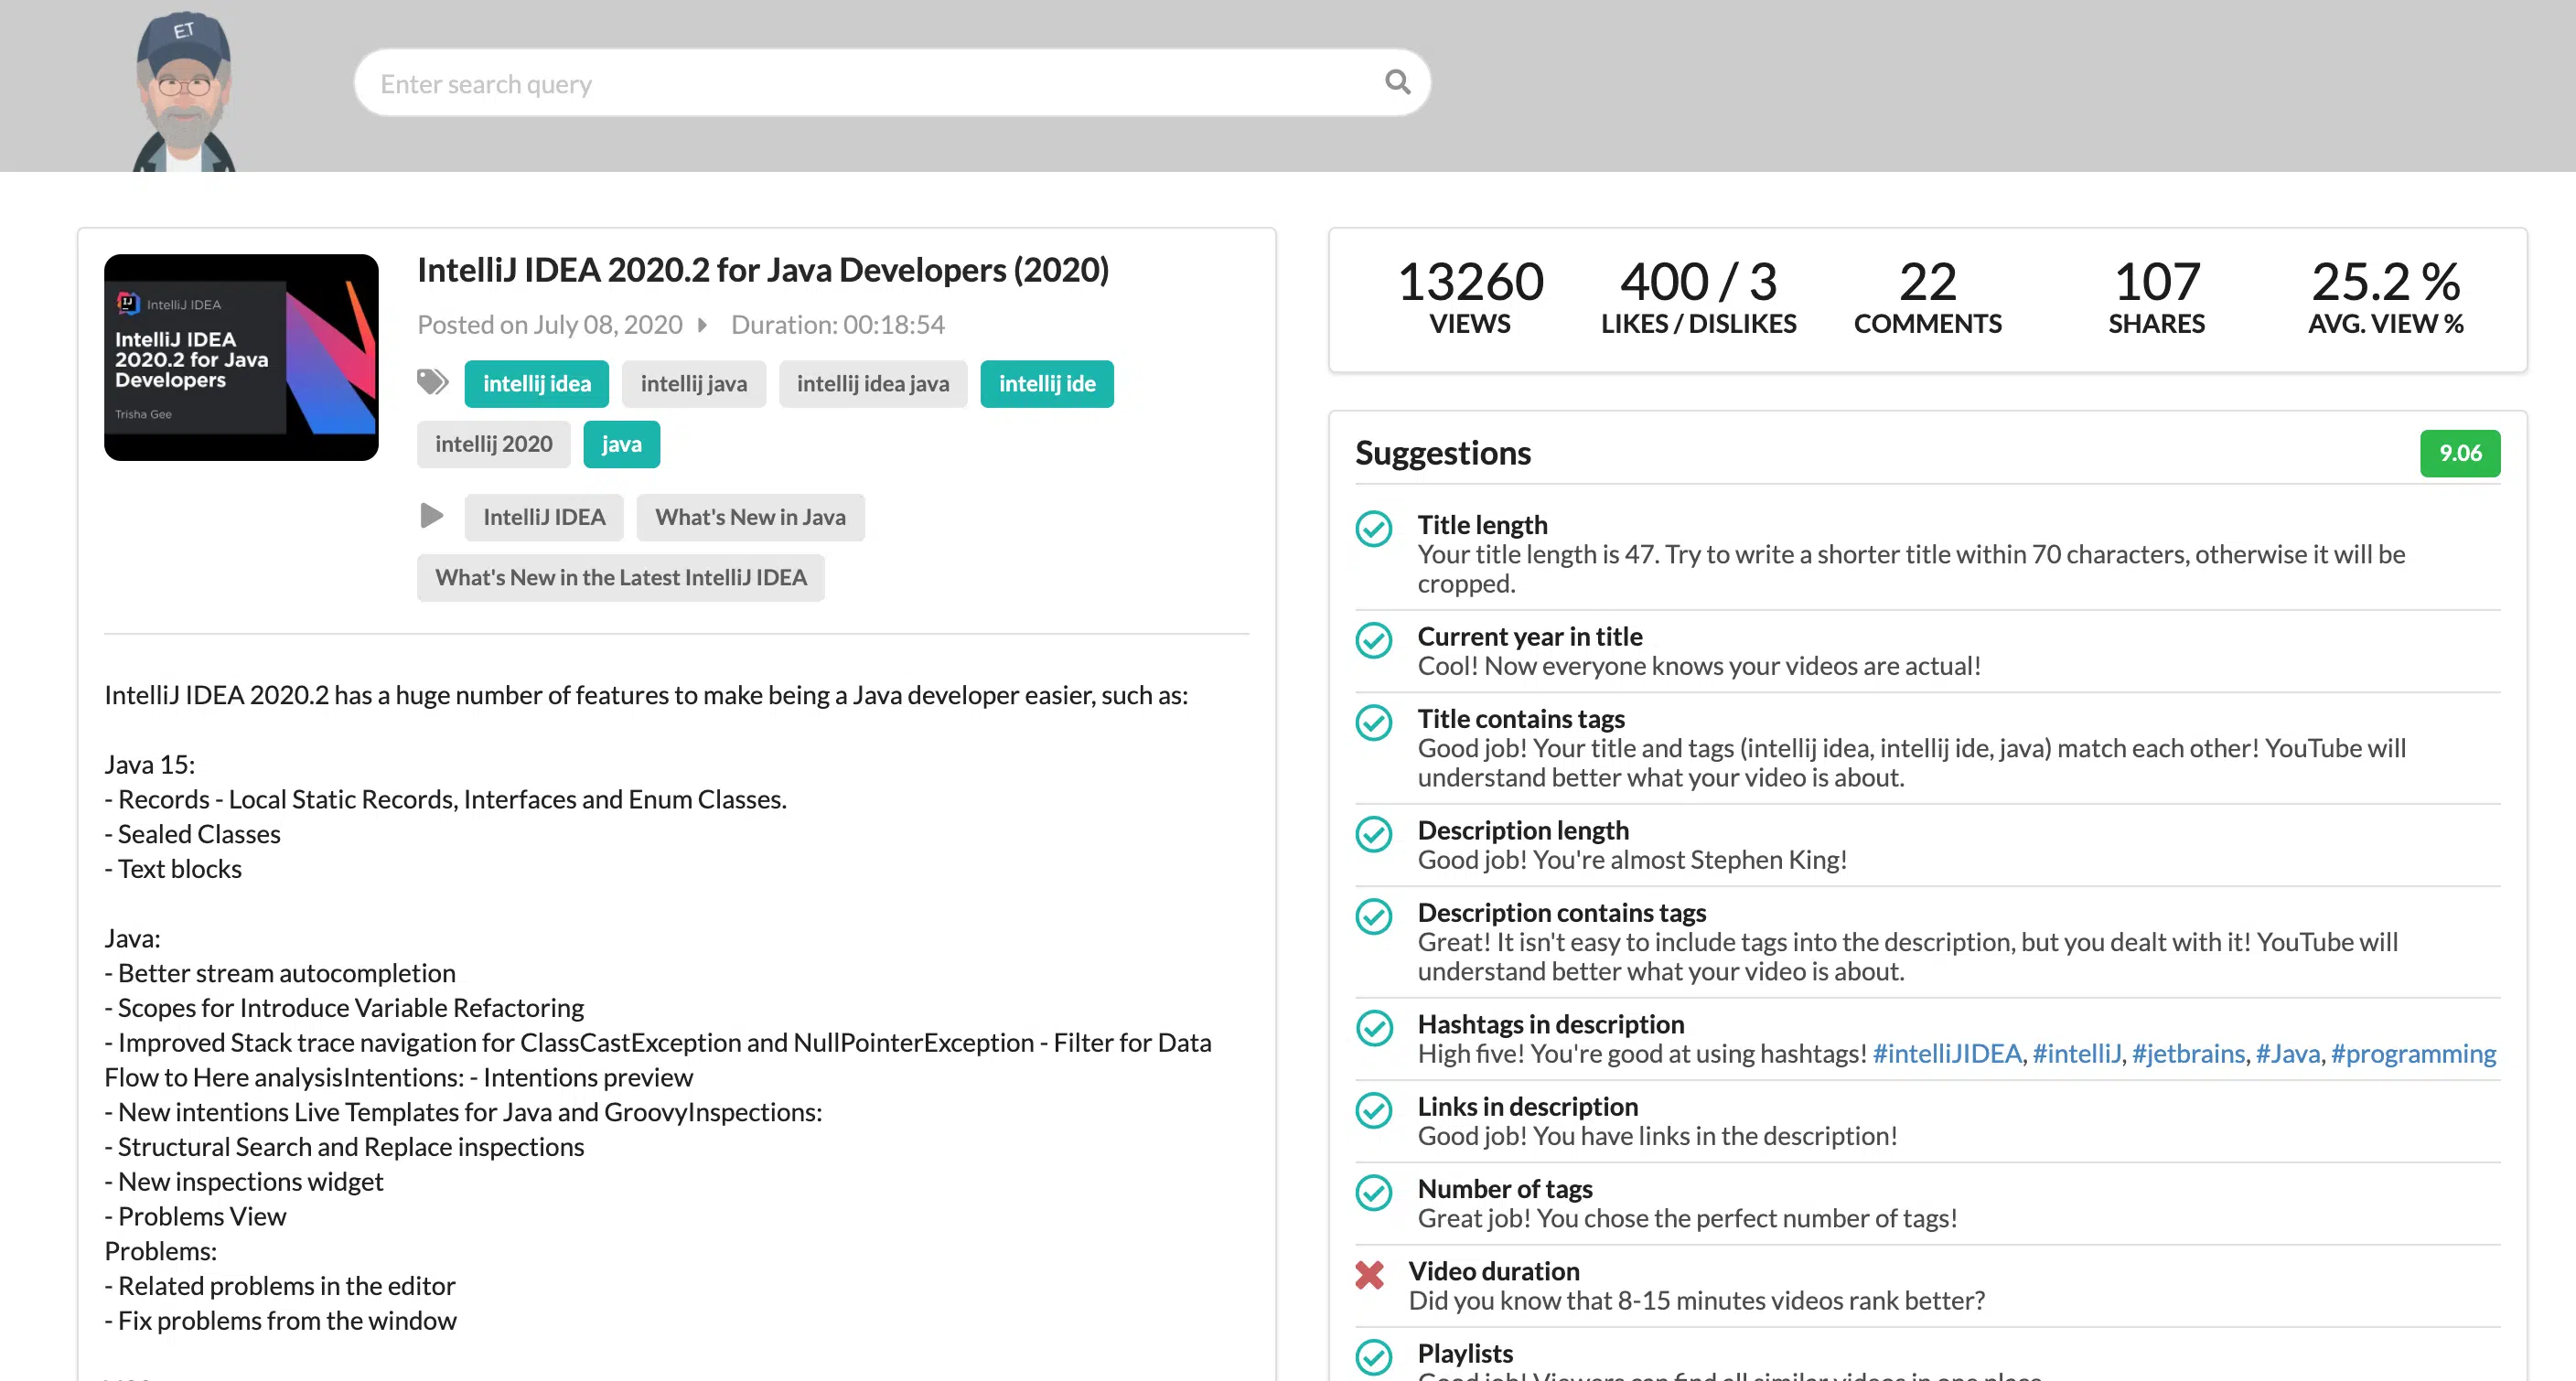 ET
Enter search query
IntelliJ IDEA
IntelliJ IDEA
2020.2 for Java
Developers
Trisha Gee
IntelliJ IDEA 2020.2 for Java Developers (2020)
Posted on July 08, 2020 Duration: 00:18:54
intellij idea intellij java intellij idea java intellij ide
intellij 2020 java
IntelliJ IDEA What's New in Java
What's New in the Latest IntelliJ IDEA
IntelliJ IDEA 2020.2 has a huge number of features to make being a Java developer easier, such as:
Java 15:
- Records - Local Static Records, Interfaces and Enum Classes.
- Sealed Classes
- Text blocks
Java:
- Better stream autocompletion
- Scopes for Introduce Variable Refactoring
- Improved Stack trace navigation for ClassCastException and NullPointerException - Filter for Data
Flow to Here analysisIntentions: - Intentions preview
- New intentions Live Templates for Java and GroovyInspections:
- Structural Search and Replace inspections
- New inspections widget
- Problems View
Problems:
- Related problems in the editor
- Fix problems from the window
13260 400 / 3 22 107 25.2 %
VIEWS LIKES / DISLIKES COMMENTS SHARES AVG. VIEW %
Suggestions 9.06
Title length
Your title length is 47. Try to write a shorter title within 70 characters, otherwise it will be
cropped.
Current year in title
Cool! Now everyone knows your videos are actual!
Title contains tags
Good job! Your title and tags (intellij idea, intellij ide, java) match each other! YouTube will
understand better what your video is about.
Description length
Good job! You're almost Stephen King!
Description contains tags
Great! It isn't easy to include tags into the description, but you dealt with it! YouTube will
understand better what your video is about.
Hashtags in description
High five! You're good at using hashtags! #intelliJIDEA, #intelliJ, #jetbrains, #Java, #programming
Links in description
Good job! You have links in the description!
Number of tags
Great job! You chose the perfect number of tags!
Video duration
Did you know that 8-15 minutes videos rank better?
Playlists
Good job! Viewers can find all similar videos in one place